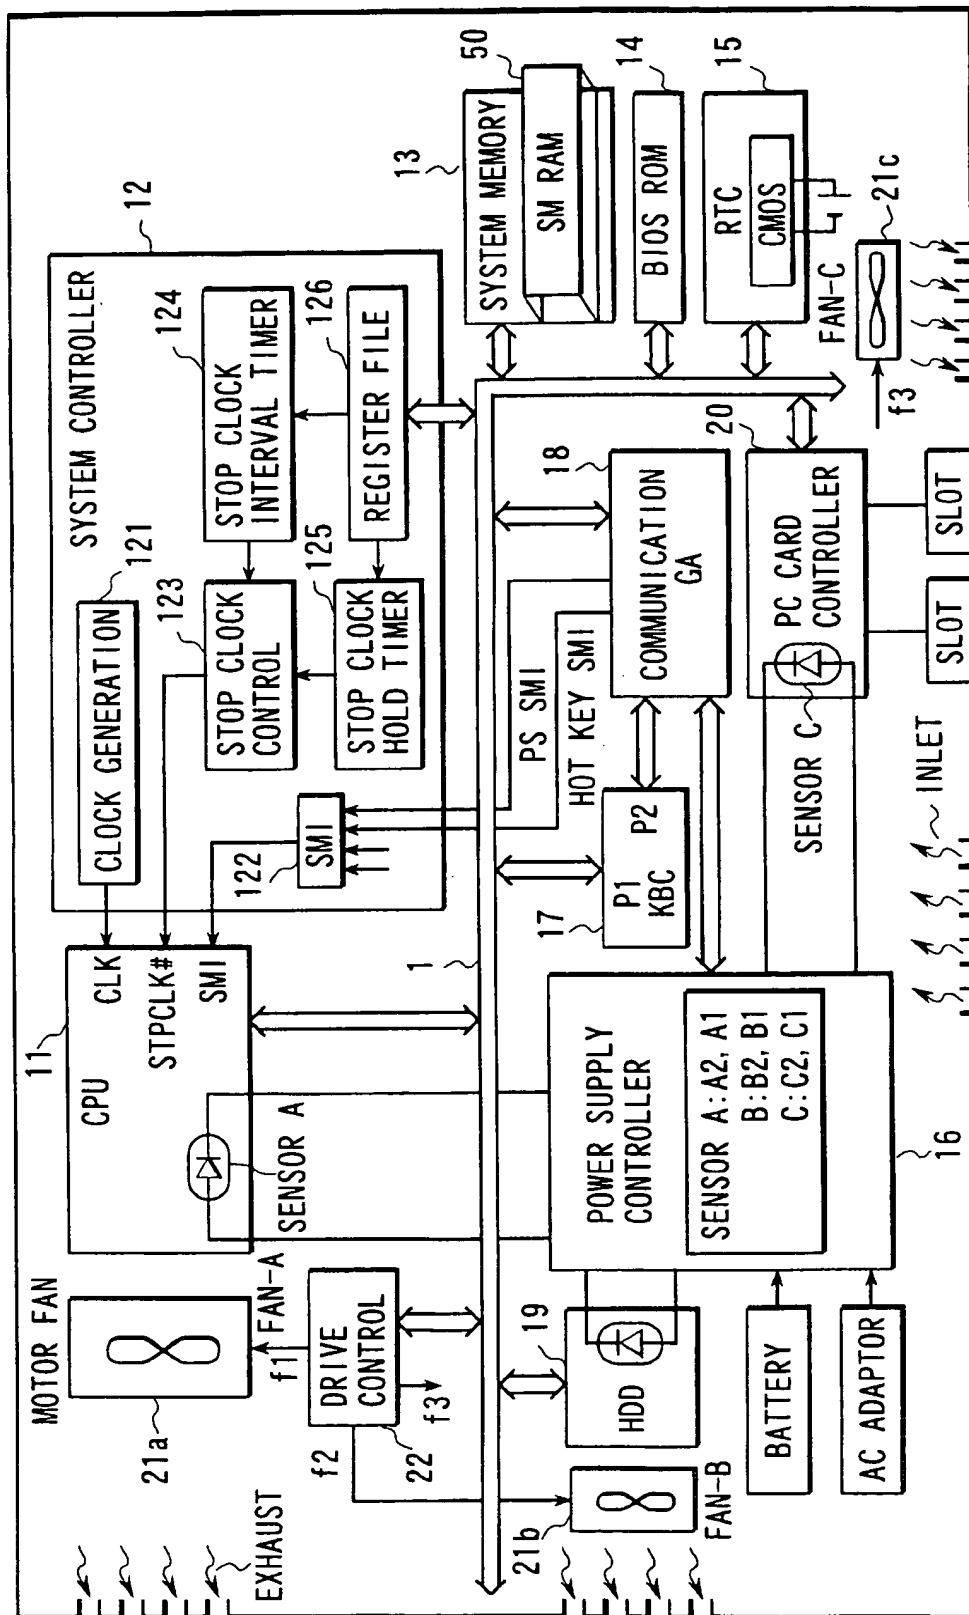 MOTOR FAN
21a
FAN-A
f1
11
CPU
CLK
STPCLK#
SMI
SENSOR A
12
SYSTEM CONTROLLER
121
CLOCK GENERATION
122
SMI
123
STOP CLOCK
CONTROL
124
STOP CLOCK
INTERVAL TIMER
125
STOP CLOCK
HOLD TIMER
126
REGISTER FILE
EXHAUST
f2
DRIVE
CONTROL
22
f3
1
PS SMI
HOT KEY SMI
13
SYSTEM MEMORY
SM RAM
50
14
BIOS ROM
15
RTC
CMOS
21b
FAN-B
19
HDD
POWER SUPPLY
CONTROLLER
SENSOR A:A2, A1
B:B2, B1
C:C2, C1
16
17
P1 P2
KBC
18
COMMUNICATION
GA
20
PC CARD
CONTROLLER
SENSOR C
FAN-C
21c
f3
BATTERY
AC ADAPTOR
INLET
SLOT
SLOT